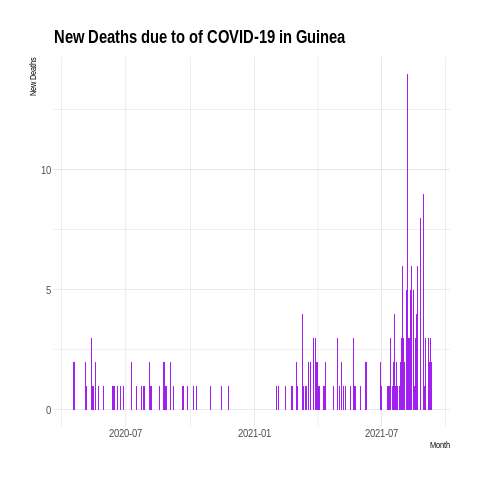 New Deaths due to of COVID-19 in Guinea
New Deaths
10
5
0
2020-07
2021-01
2021-07
Month